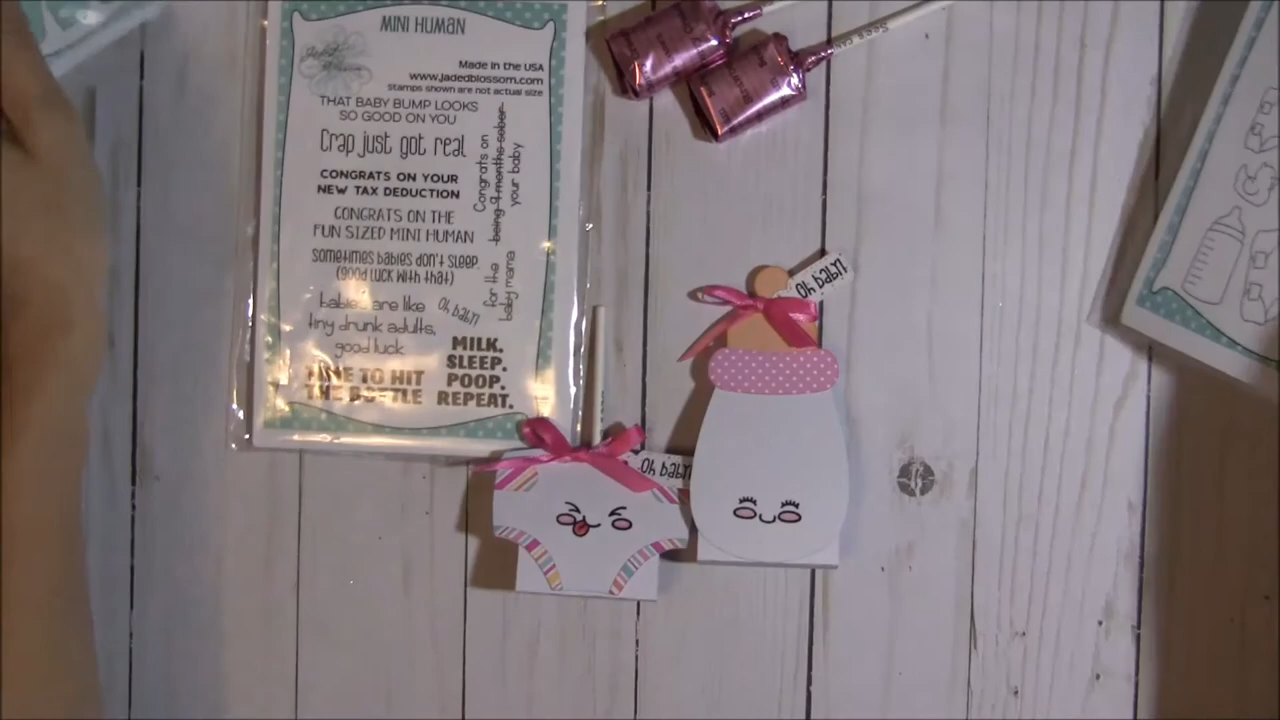 MINI HUMAN
Made in the USA
www.jadedblossom.com
stamps shown are not actual size
THAT BABY BUMP LOOKS
SO GOOD ON YOU
Crap just got real
CONGRATS ON YOUR
NEW TAX DEDUCTION
CONGRATS ON THE
FUN SIZED MINI HUMAN
Sometimes babies don't sleep.
(good luck with that)
babies are like
tiny drunk adults,
good luck
Oh baby!
TIME TO HIT
THE BOTTLE
MILK.
SLEEP.
POOP.
REPEAT.
Congrats on
being 9 months sober
your baby
for the
baby mama
Oh baby!
Oh baby!